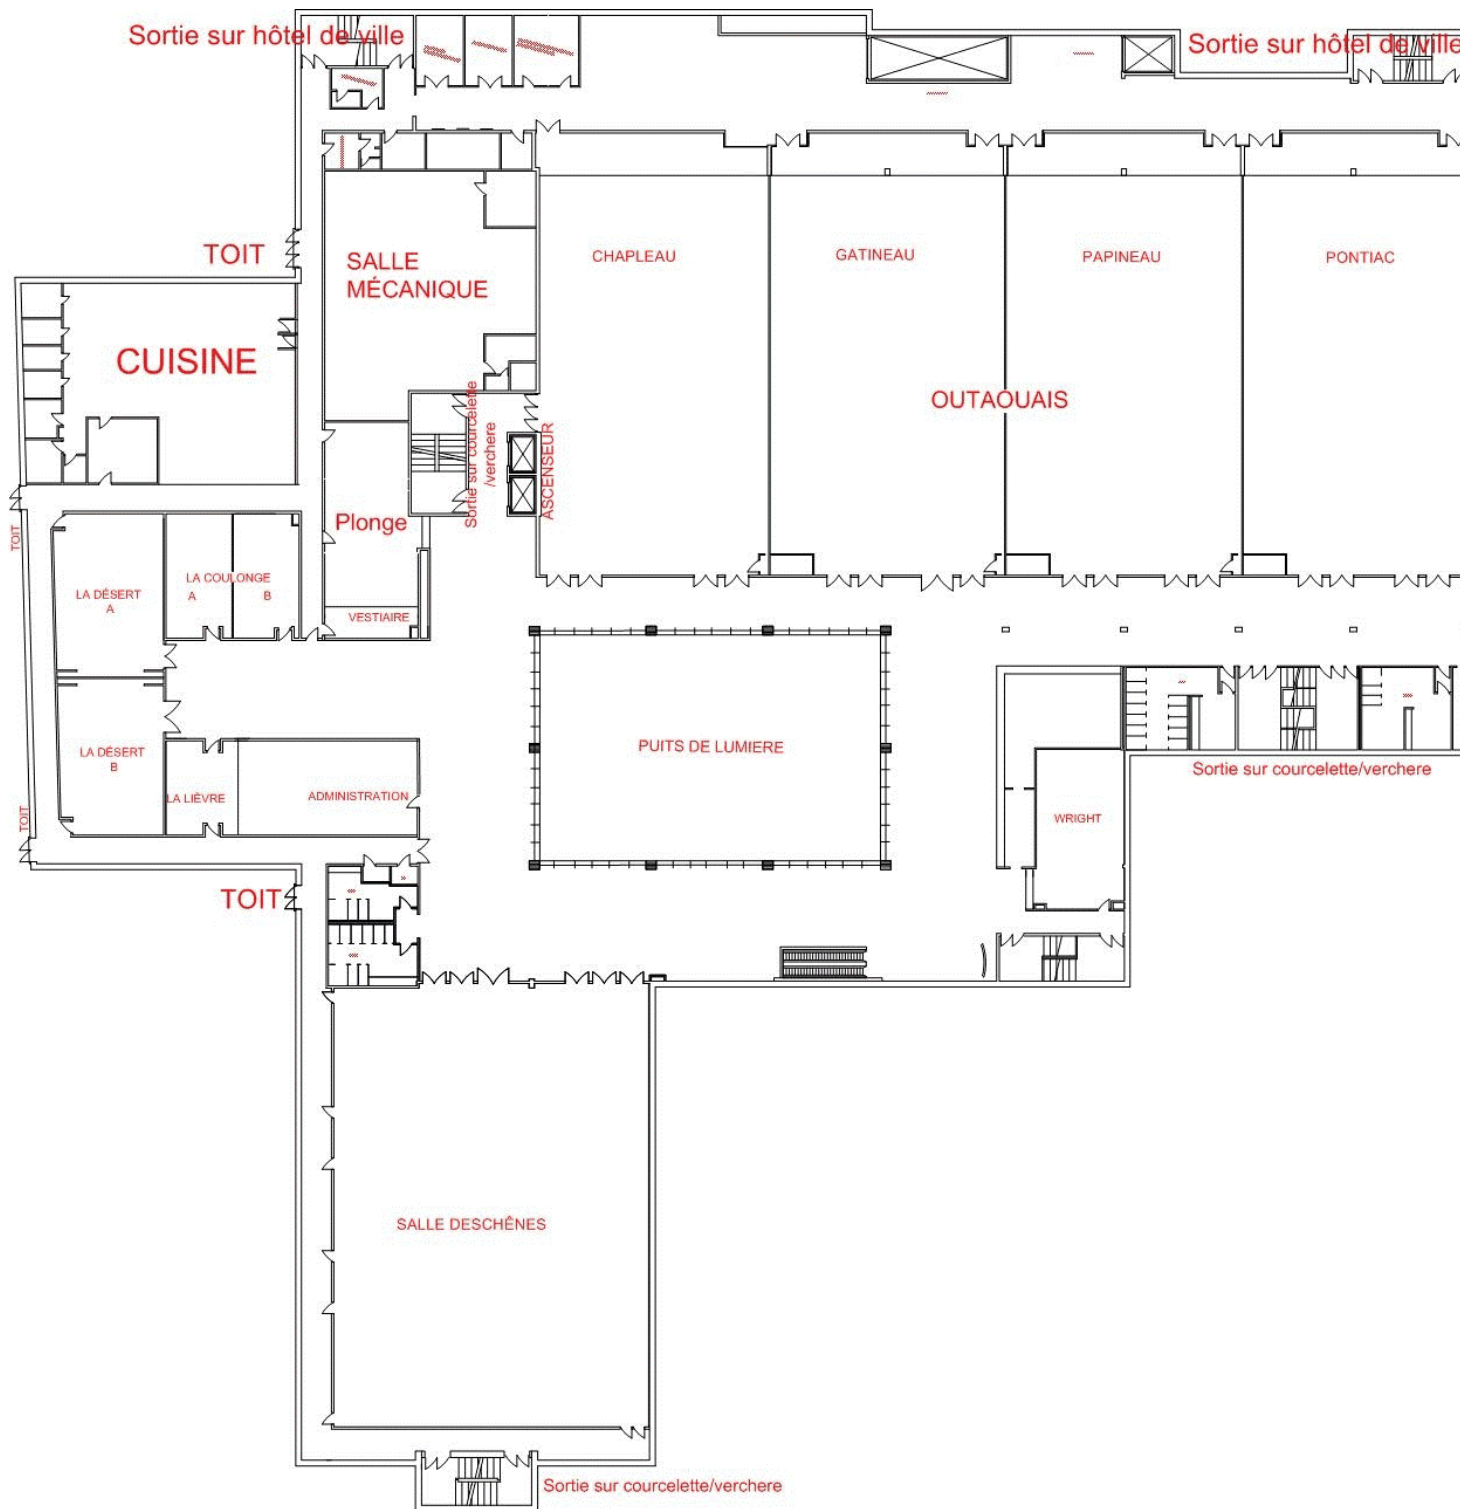 Sortie sur hôtel de ville
Sortie sur hôtel de ville
TOIT
SALLE
MÉCANIQUE
CHAPLEAU
GATINEAU
PAPINEAU
PONTIAC
CUISINE
OUTAOUAIS
Sortie sur courcelette
/verchere
ASCENSEUR
Plonge
TOIT
LA DÉSERT
A
LA COULONGE
A
B
VESTIAIRE
LA DÉSERT
B
LA LIÈVRE
ADMINISTRATION
PUITS DE LUMIERE
Sortie sur courcelette/verchere
WRIGHT
TOIT
TOIT
SALLE DESCHÊNES
Sortie sur courcelette/verchere